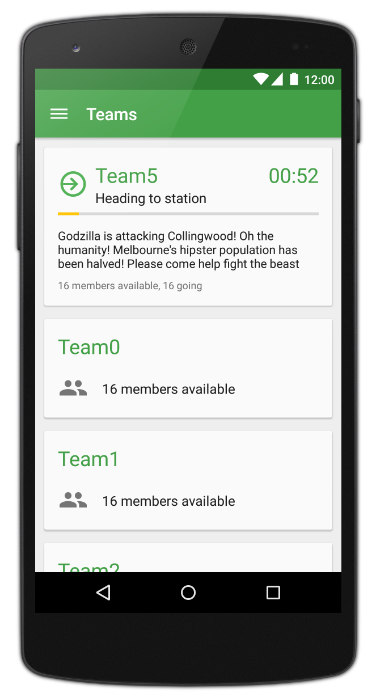 12:00
Teams
Team5 00:52
Heading to station
Godzilla is attacking Collingwood! Oh the
humanity! Melbourne's hipster population has
been halved! Please come help fight the beast
16 members available, 16 going
Team0
16 members available
Team1
16 members available
Team2